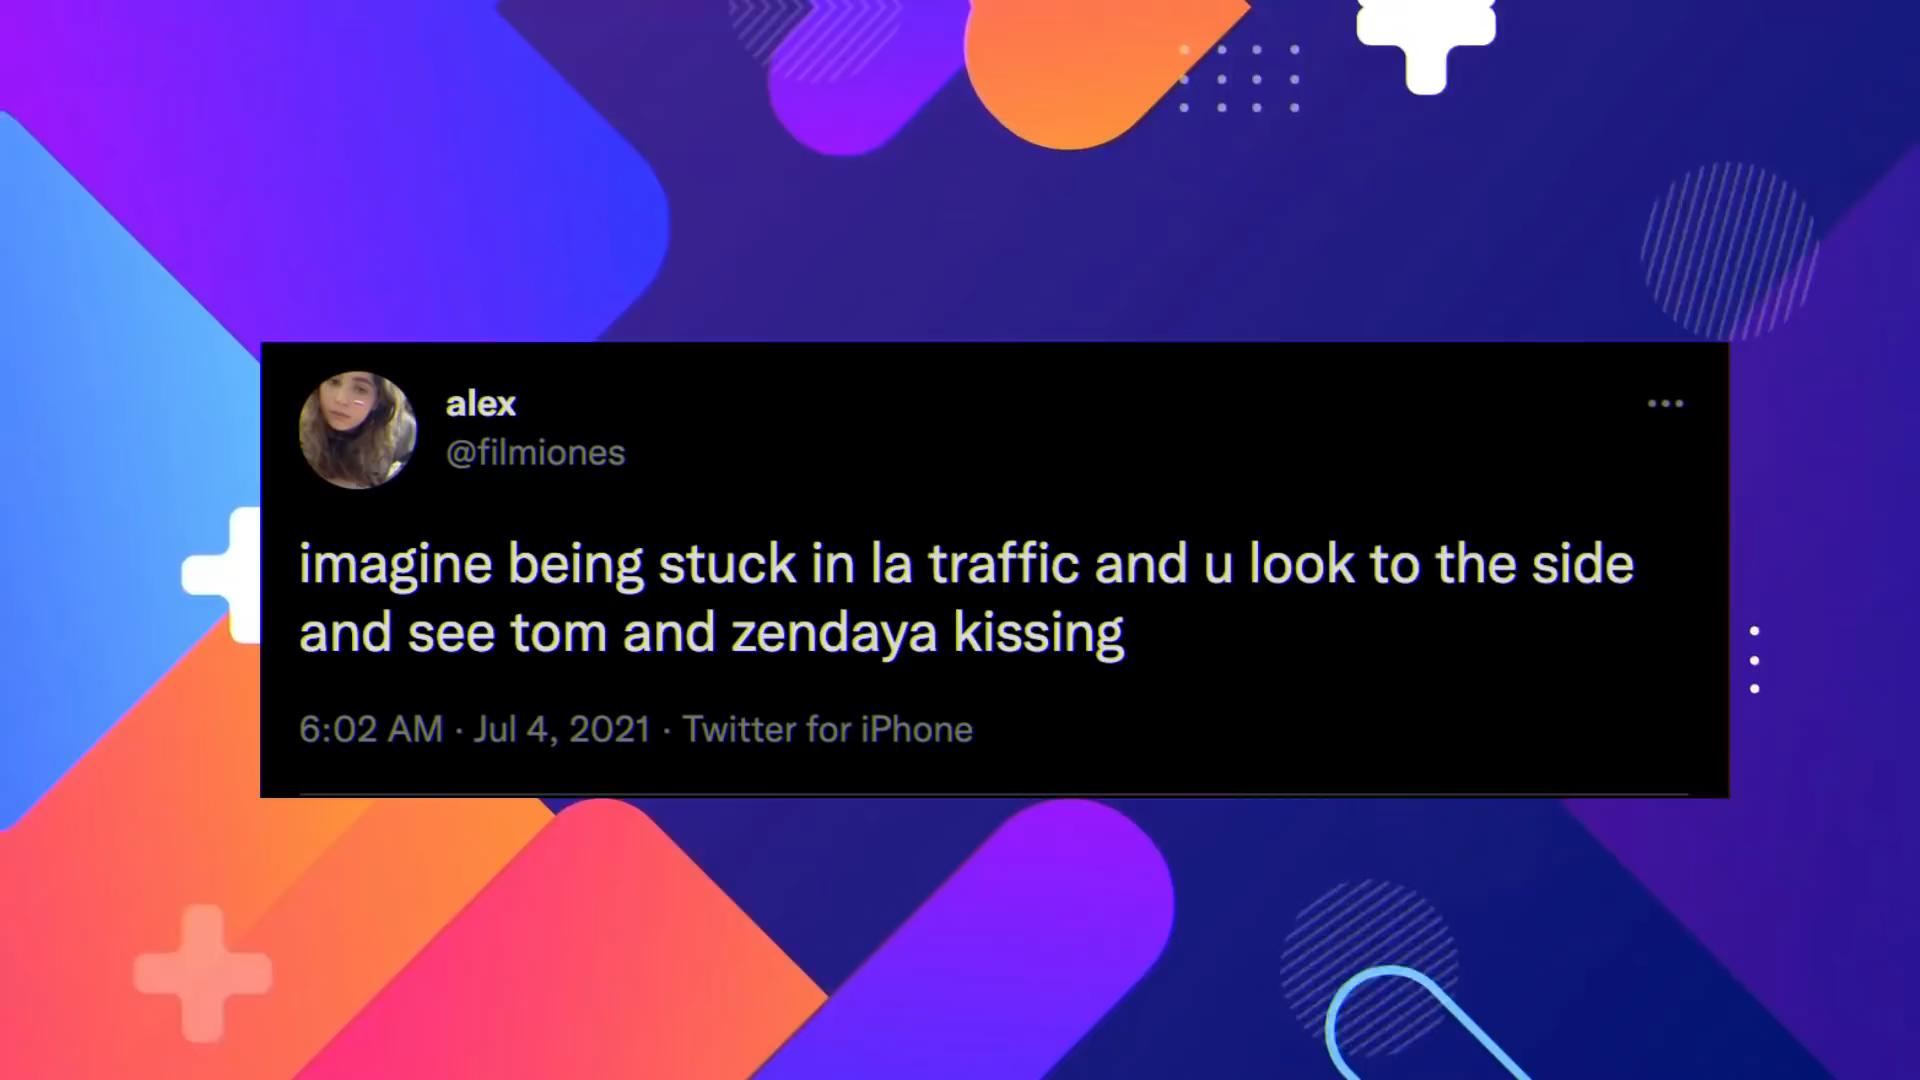 alex
@filmiones
imagine being stuck in la traffic and u look to the side
and see tom and zendaya kissing
6:02 AM · Jul 4, 2021 · Twitter for iPhone